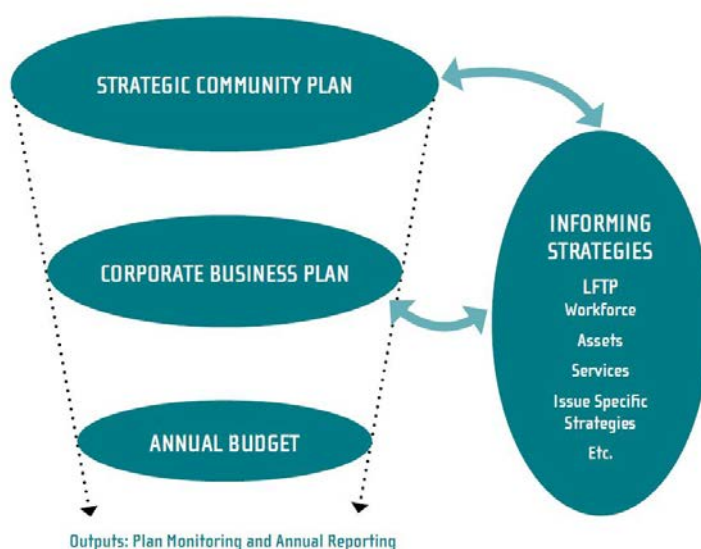 STRATEGIC COMMUNITY PLAN
CORPORATE BUSINESS PLAN
ANNUAL BUDGET
Outputs: Plan Monitoring and Annual Reporting
INFORMING
STRATEGIES
LFTP
Workforce
Assets
Services
Issue Specific
Strategies
Etc.